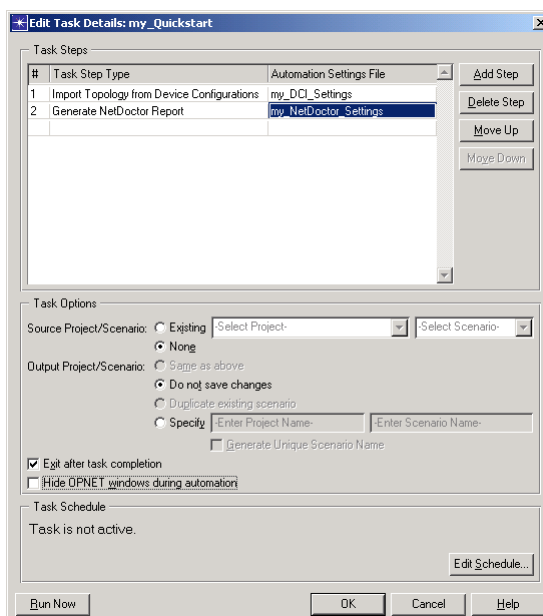 Edit Task Details: my_Quickstart
Task Steps
# Task Step Type Automation Settings File
1 Import Topology from Device Configurations my_DCI_Settings
2 Generate NetDoctor Report my_NetDoctor_Settings
Add Step
Delete Step
Move Up
Move Down
Task Options
Source Project/Scenario: Existing -Select Project- -Select Scenario-
None
Output Project/Scenario: Same as above
Do not save changes
Duplicate existing scenario
Specify -Enter Project Name- -Enter Scenario Name-
Generate Unique Scenario Name
Exit after task completion
Hide OPNET windows during automation
Task Schedule
Task is not active.
Edit Schedule...
Run Now OK Cancel Help